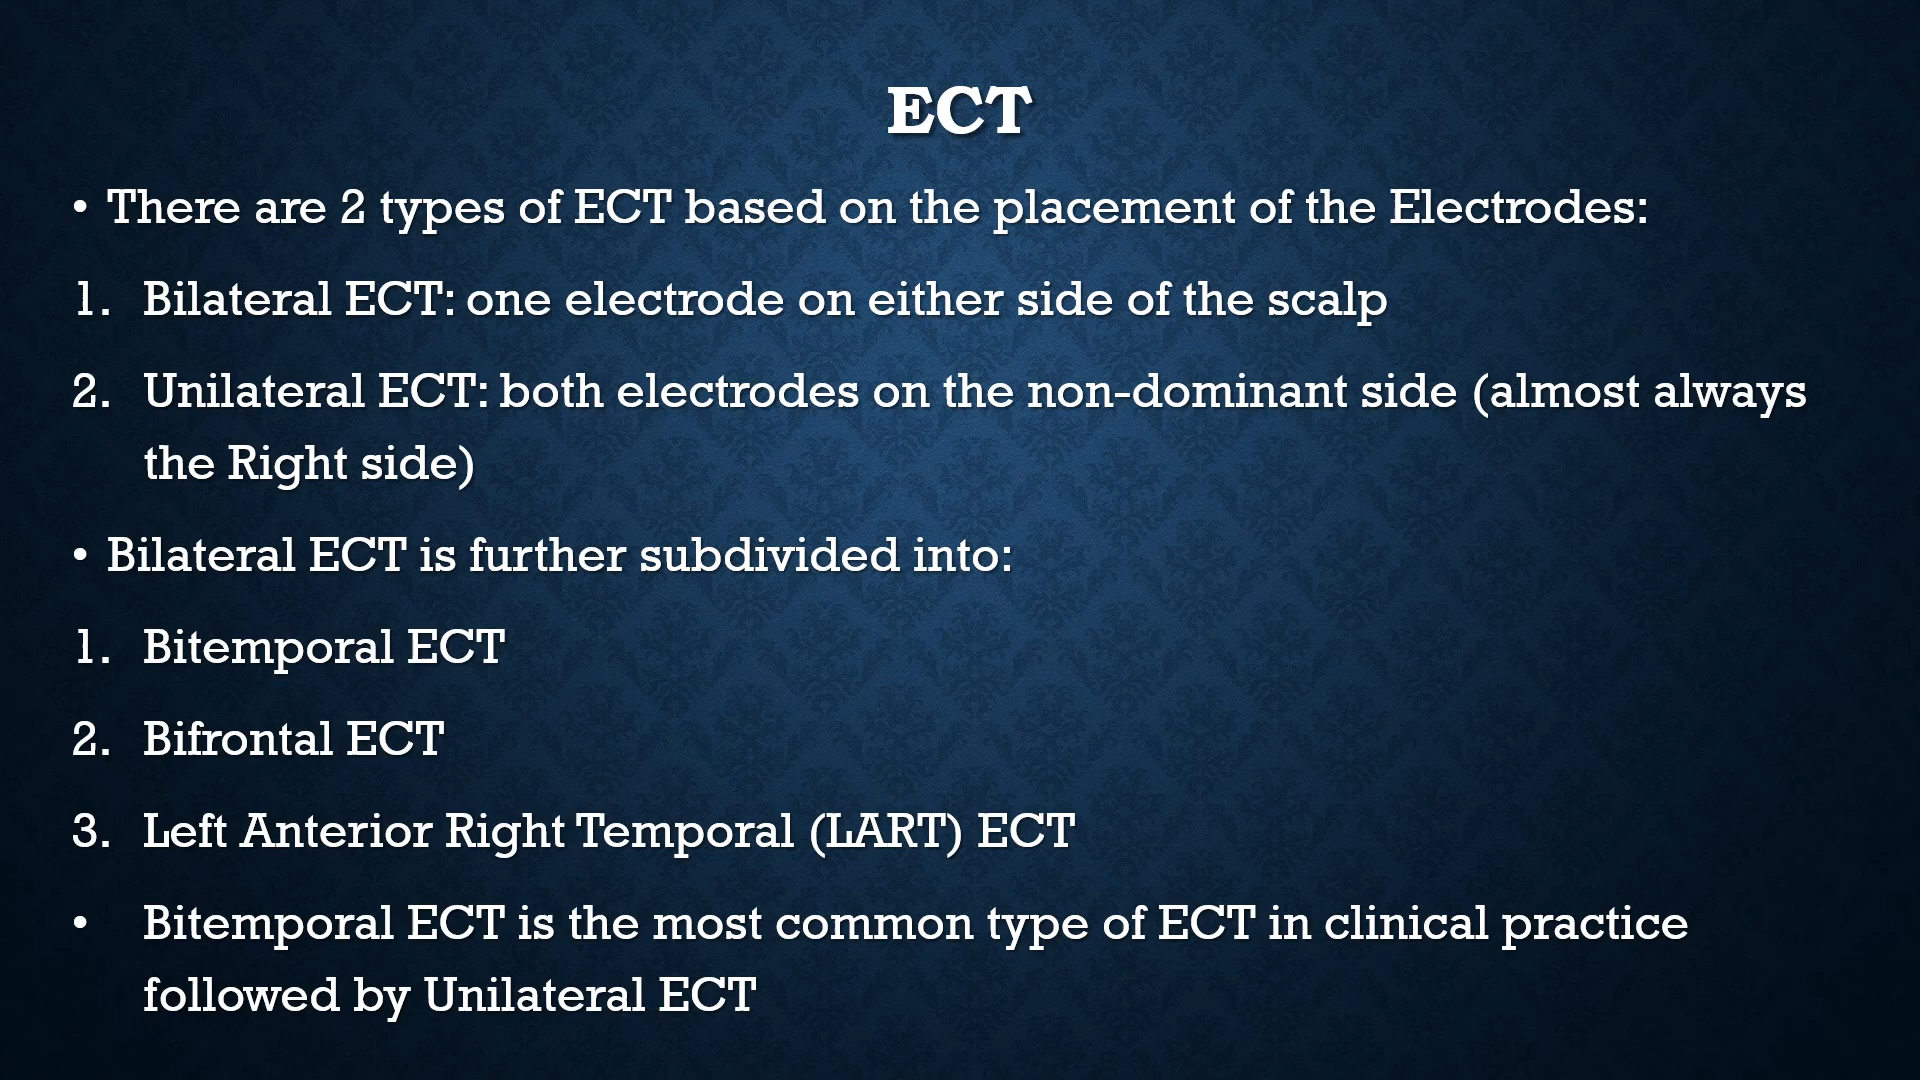 ECT
• There are 2 types of ECT based on the placement of the Electrodes:
1. Bilateral ECT: one electrode on either side of the scalp
2. Unilateral ECT: both electrodes on the non-dominant side (almost always
the Right side)
• Bilateral ECT is further subdivided into:
1. Bitemporal ECT
2. Bifrontal ECT
3. Left Anterior Right Temporal (LART) ECT
• Bitemporal ECT is the most common type of ECT in clinical practice
followed by Unilateral ECT